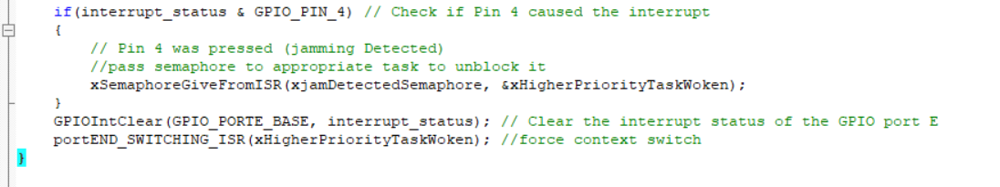 if(interrupt_status & GPIO_PIN_4) // Check if Pin 4 caused the interrupt
{
// Pin 4 was pressed (jamming Detected)
//pass semaphore to appropriate task to unblock it
xSemaphoreGiveFromISR(xjamDetectedSemaphore, &xHigherPriorityTaskWoken);
}
GPIOIntClear(GPIO_PORTE_BASE, interrupt_status); // Clear the interrupt status of the GPIO port E
portEND_SWITCHING_ISR(xHigherPriorityTaskWoken); //force context switch
}